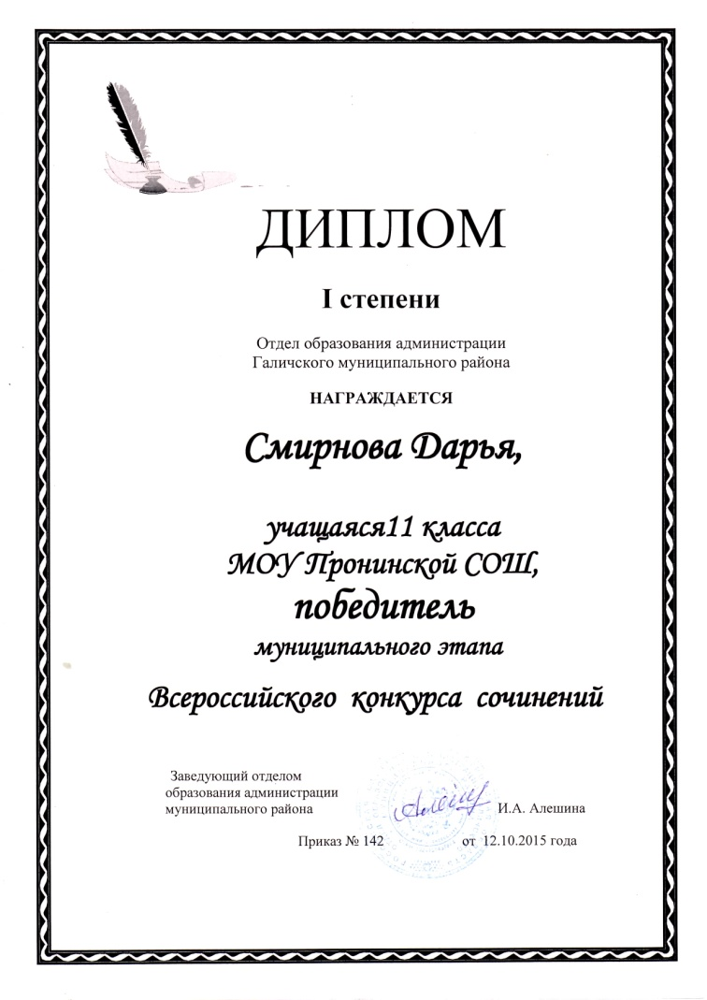 ДИПЛОМ
I степени
Отдел образования администрации
Галичского муниципального района
НАГРАЖДАЕТСЯ
Смирнова Дарья,
учащаяся11 класса
МОУ Пронинской СОШ,
победитель
муниципального этапа
Всероссийского конкурса сочинений
Заведующий отделом
образования администрации
муниципального района И.А. Алешина
Приказ № 142 от 12.10.2015 года